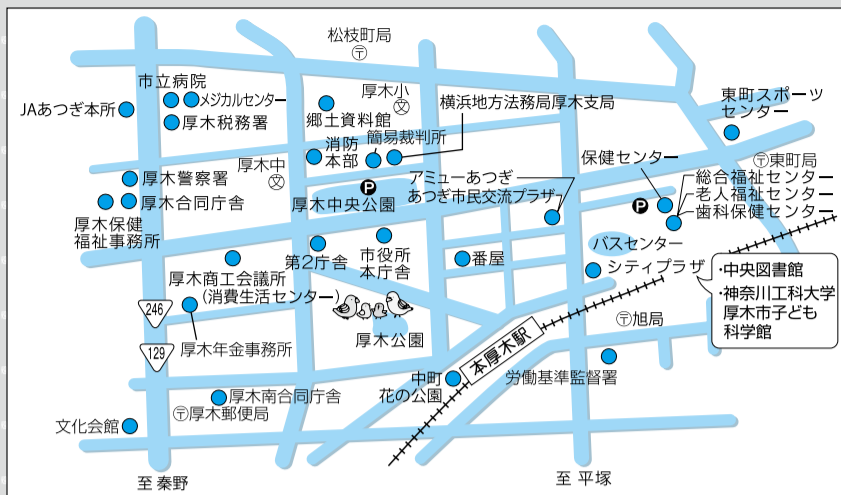 松枝町局
〒
市立病院
メジカルセンター
JAあつぎ本所
厚木税務署
郷土資料館
厚木小
文
横浜地方法務局厚木支局
東町スポーツ
センター
消防
本部
簡易裁判所
厚木中
文
保健センター
〒東町局
厚木警察署
厚木合同庁舎
厚木保健
福祉事務所
P
厚木中央公園
アミューあつぎ
あつぎ市民交流プラザ
P
総合福祉センター
老人福祉センター
歯科保健センター
第2庁舎
市役所
本庁舎
番屋
バスセンター
シティプラザ
・中央図書館
・神奈川工科大学
厚木市子ども
科学館
厚木商工会議所
(消費生活センター)
246
厚木年金事務所
129
厚木公園
本厚木駅
〒旭局
労働基準監督署
中町
花の公園
厚木南合同庁舎
〒厚木郵便局
文化会館
至 秦野
至 平塚